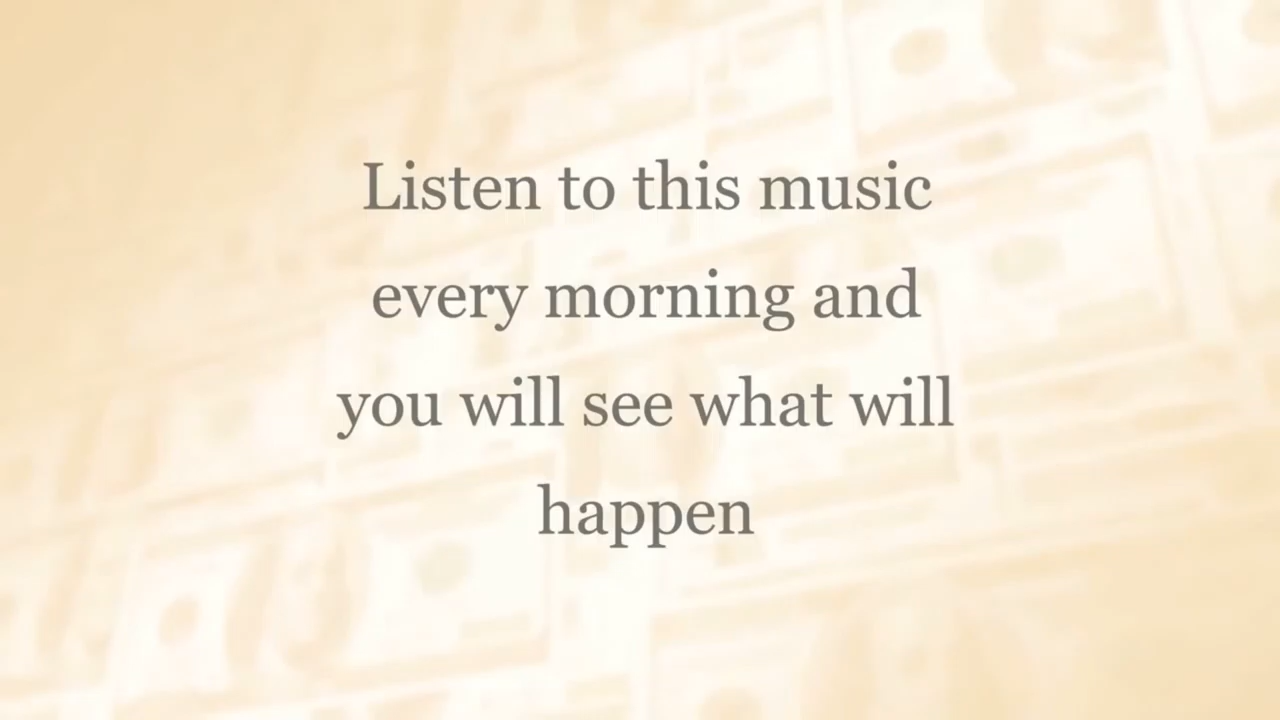 Listen to this music
every morning and
you will see what will
happen